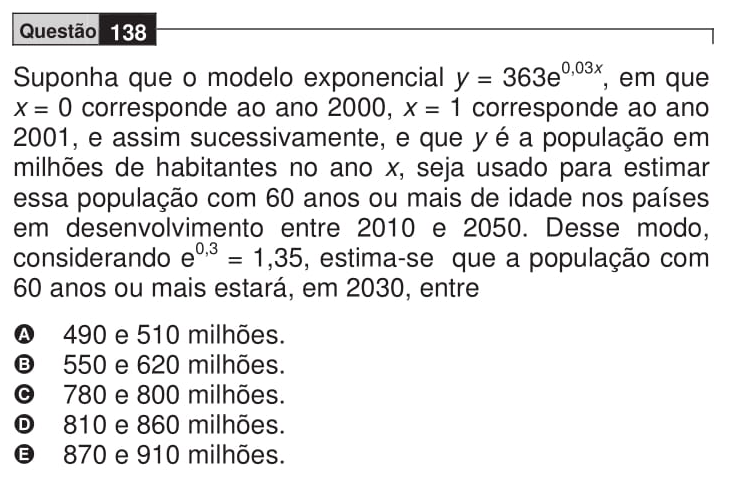 Questão 138
Suponha que o modelo exponencial y = 363e^0,03x, em que
x = 0 corresponde ao ano 2000, x = 1 corresponde ao ano
2001, e assim sucessivamente, e que y é a população em
milhões de habitantes no ano x, seja usado para estimar
essa população com 60 anos ou mais de idade nos países
em desenvolvimento entre 2010 e 2050. Desse modo,
considerando e^0,3 = 1,35, estima-se que a população com
60 anos ou mais estará, em 2030, entre
A 490 e 510 milhões.
B 550 e 620 milhões.
C 780 e 800 milhões.
D 810 e 860 milhões.
E 870 e 910 milhões.